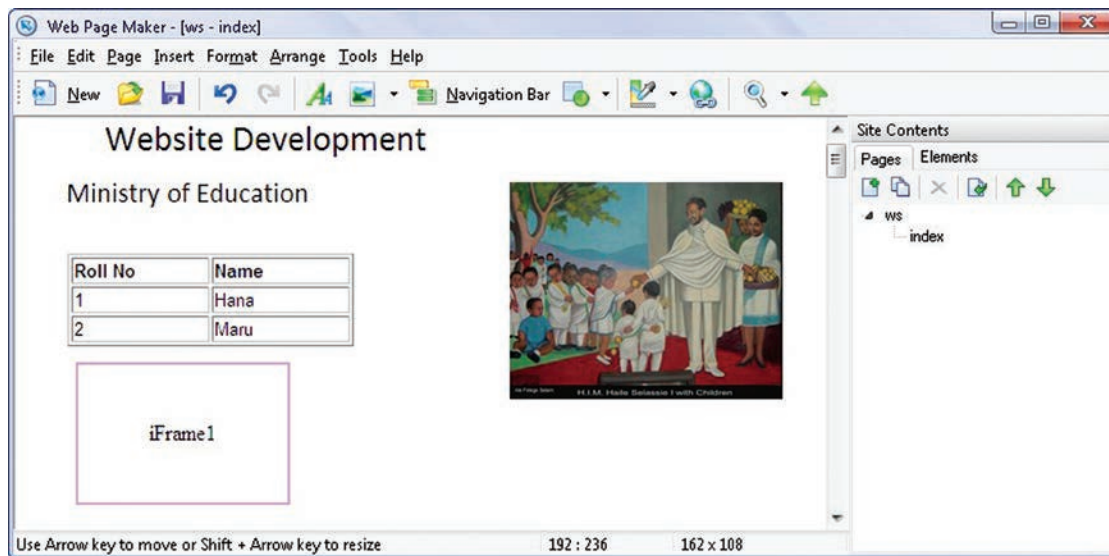 Web Page Maker - [ws - index]
File Edit Page Insert Format Arrange Tools Help
New Navigation Bar
Website Development
Ministry of Education
Roll No Name
1 Hana
2 Maru
iFrame1
H.I.M. Haile Selassie I with Children
Site Contents
Pages Elements
ws
index
Use Arrow key to move or Shift + Arrow key to resize 192 : 236 162 x 108